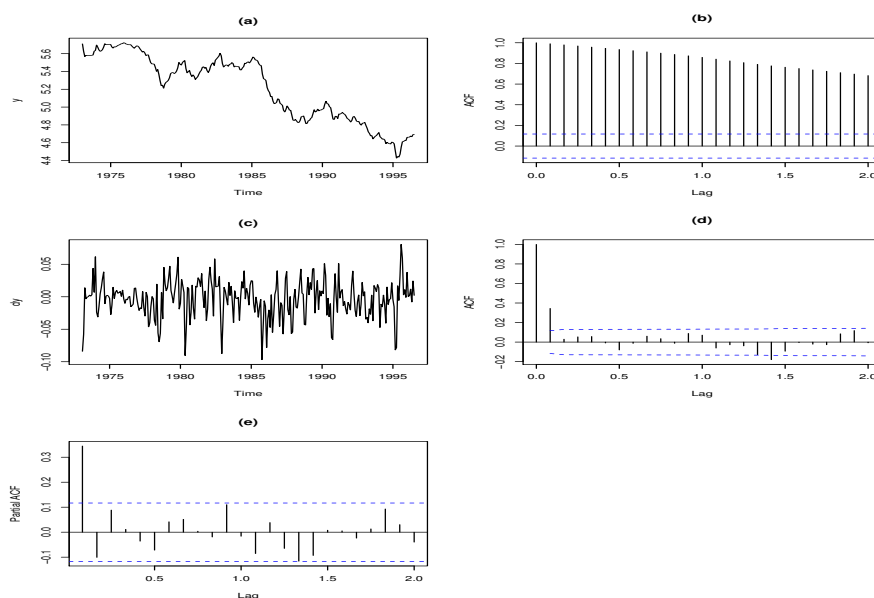 (a)
y
4.4 4.6 4.8 5.0 5.2 5.4 5.6
1975 1980 1985 1990 1995
Time
(b)
ACF
0.0 0.2 0.4 0.6 0.8 1.0
0.0 0.5 1.0 1.5 2.0
Lag
(c)
dy
-0.10 -0.05 0.00 0.05
1975 1980 1985 1990 1995
Time
(d)
ACF
-0.2 0.0 0.2 0.4 0.6 0.8 1.0
0.0 0.5 1.0 1.5 2.0
Lag
(e)
Partial ACF
-0.1 0.0 0.1 0.2 0.3
0.5 1.0 1.5 2.0
Lag